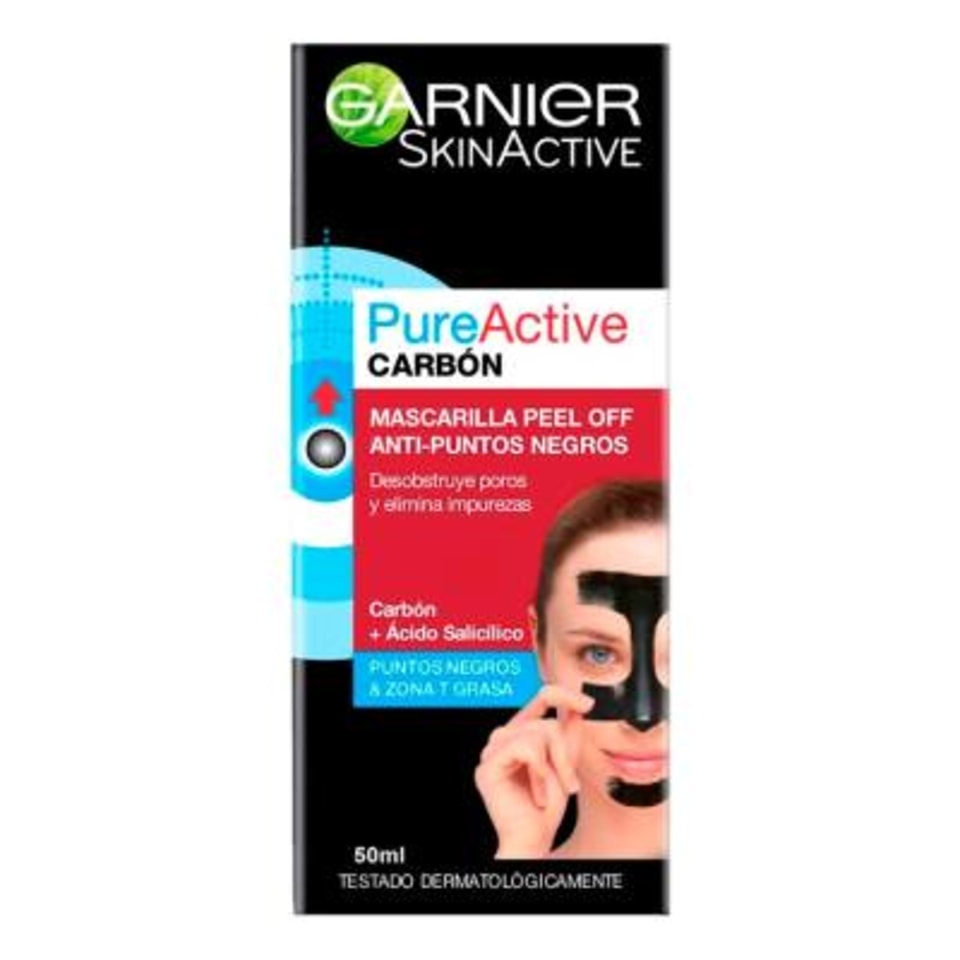 GARNIER
SKINACTIVE
PureActive
CARBÓN
MASCARILLA PEEL OFF
ANTI-PUNTOS NEGROS
Desobstruye poros
y elimina impurezas
Carbón
+ Ácido Salicílico
PUNTOS NEGROS
& ZONA T GRASA
50ml
TESTADO DERMATOLÓGICAMENTE